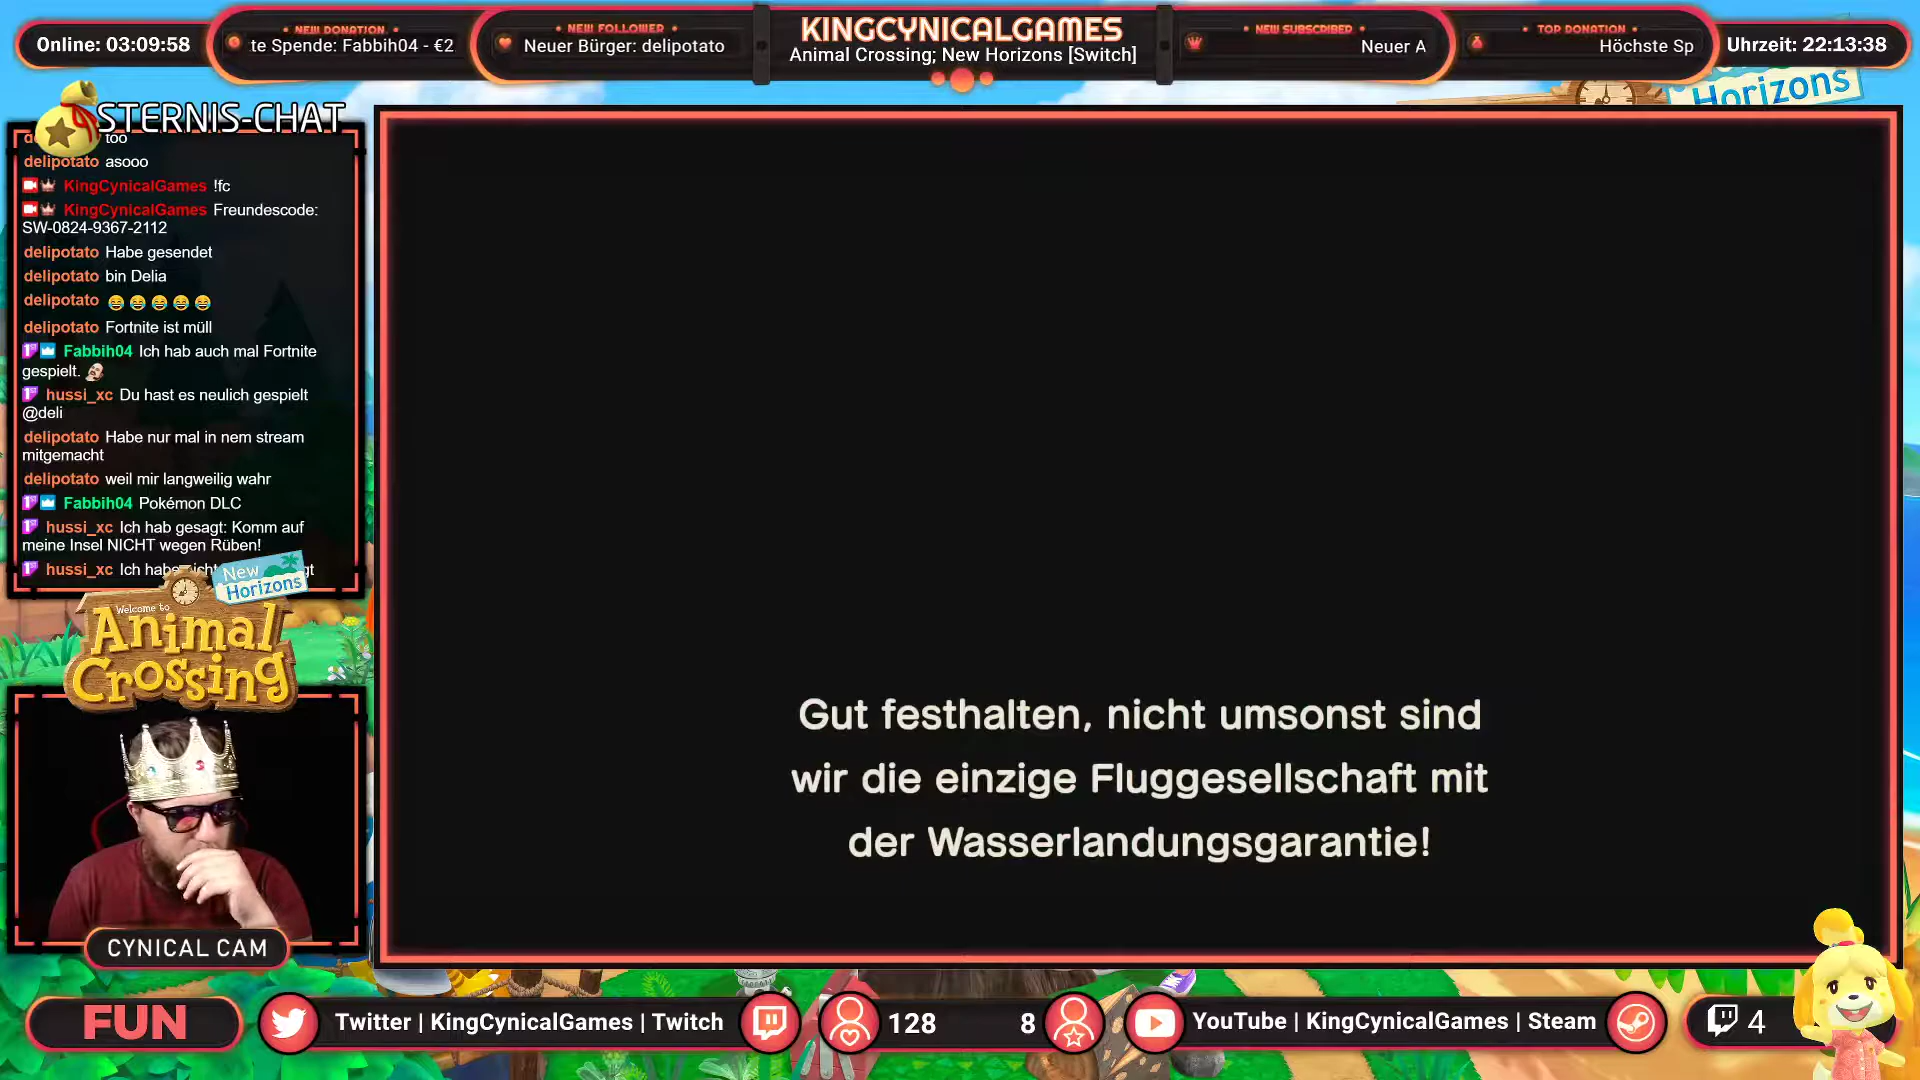 Online: 03:09:58
NEW DONATION
te Spende: Fabbih04 - €2
NEW FOLLOWER
Neuer Bürger: delipotato
KINGCYNICALGAMES
Animal Crossing; New Horizons [Switch]
NEW SUBSCRIBER
Neuer A
TOP DONATION
Höchste Sp
Uhrzeit: 22:13:38
Horizons
STERNIS-CHAT
too
delipotato asooo
KingCynicalGames !fc
KingCynicalGames Freundescode:
SW-0824-9367-2112
delipotato Habe gesendet
delipotato bin Delia
delipotato 😂 😂 😂 😂 😂
delipotato Fortnite ist müll
Fabbih04 Ich hab auch mal Fortnite
gespielt.
hussi_xc Du hast es neulich gespielt
@deli
delipotato Habe nur mal in nem stream
mitgemacht
delipotato weil mir langweilig wahr
Fabbih04 Pokémon DLC
hussi_xc Ich hab gesagt: Komm auf
meine Insel NICHT wegen Rüben!
hussi_xc Ich habe
New
Horizons
Welcome to
Animal
Crossing
Gut festhalten, nicht umsonst sind
wir die einzige Fluggesellschaft mit
der Wasserlandungsgarantie!
CYNICAL CAM
FUN
Twitter | KingCynicalGames | Twitch
128
8
YouTube | KingCynicalGames | Steam
4